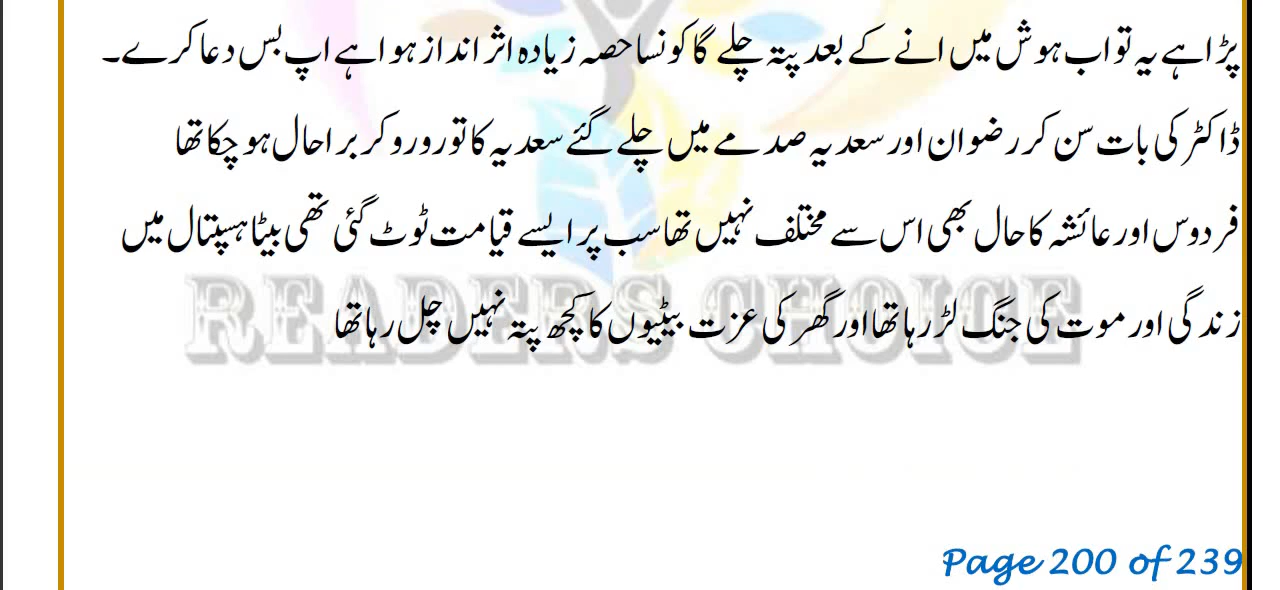 پڑا ہے یہ تو اب ہوش میں انے کے بعد پتہ چلے گا کونسا حصہ زیادہ اثر انداز ہوا ہے اپ بس دعا کرے۔
ڈاکٹر کی بات سن کر رضوان اور سعدیہ صدمے میں چلے گئے سعدیہ کا تو رو رو کر برا حال ہو چکا تھا
فردوس اور عائشہ کا حال بھی اس سے مختلف نہیں تھا سب پر ایسے قیامت ٹوٹ گئی تھی بیٹا ہسپتال میں
زندگی اور موت کی جنگ لڑ رہا تھا اور گھر کی عزت بیٹیوں کا کچھ پتہ نہیں چل رہا تھا
READERS CHOICE
Page 200 of 239